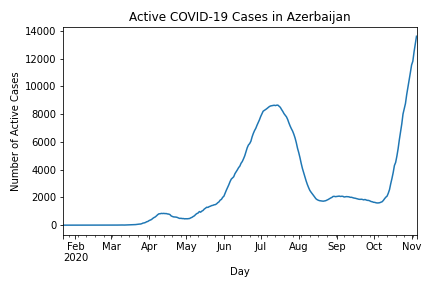 Active COVID-19 Cases in Azerbaijan
14000
12000
10000
8000
6000
4000
2000
0
Number of Active Cases
Feb Mar Apr May Jun Jul Aug Sep Oct Nov
2020
Day